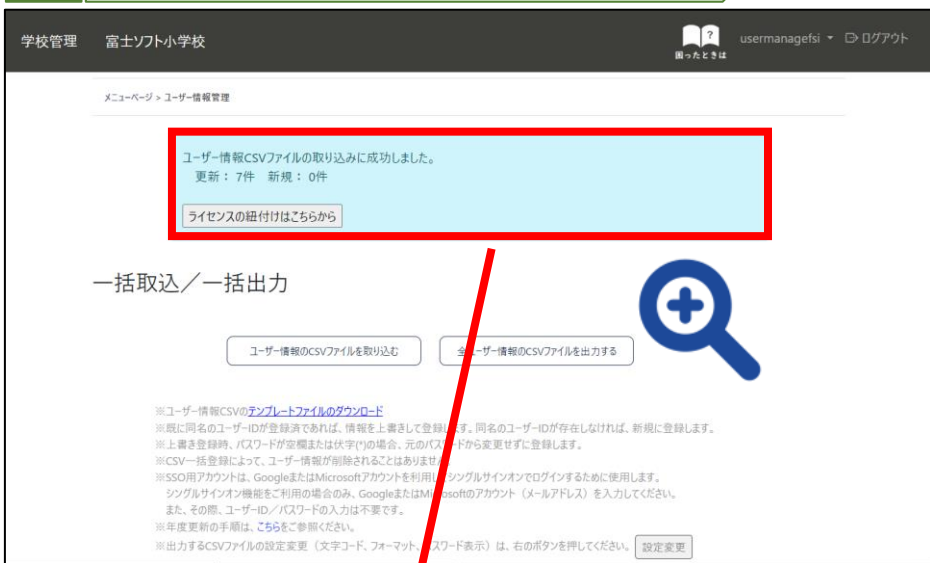 学校管理 富士ソフト小学校
?
困ったときは
usermanagefsi ログアウト
メニューページ > ユーザー情報管理
ユーザー情報CSVファイルの取り込みに成功しました。
更新: 7件 新規: 0件
ライセンスの紐付けはこちらから
一括取込／一括出力
ユーザー情報のCSVファイルを取り込む 全ユーザー情報のCSVファイルを出力する
※ユーザー情報CSVのテンプレートファイルのダウンロード
※既に同名のユーザーIDが登録済であれば、情報を上書きして登録します。同名のユーザーIDが存在しなければ、新規に登録します。
※上書き登録時、パスワードが空欄または伏字(*)の場合、元のパスワードから変更せずに登録します。
※CSV一括登録によって、ユーザー情報が削除されることはありません
※SSO用アカウントは、GoogleまたはMicrosoftアカウントを利用しシングルサインオンでログインするために使用します。
シングルサインオン機能をご利用の場合のみ、GoogleまたはMicrosoftのアカウント（メールアドレス）を入力してください。
また、その際、ユーザーID／パスワードの入力は不要です。
※年度更新の手順は、こちらをご参照ください。
※出力するCSVファイルの設定変更（文字コード、フォーマット、パスワード表示）は、右のボタンを押してください。 設定変更